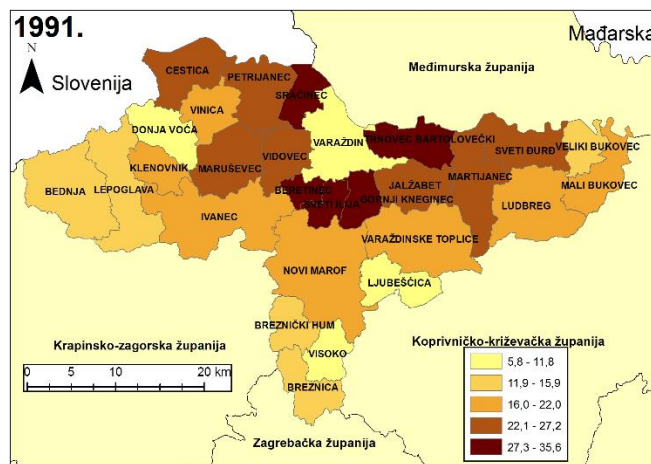 1991.
N
Mađarska
Slovenija
Međimurska županija
CESTICA
PETRIJANEC
SRAČINEC
VINICA
DONJA VOĆA
VARAŽDIN
TRNOVEC BARTOLOVEČKI
SVETI ĐURĐ
VELIKI BUKOVEC
KLENOVNIK
MARUŠEVEC
VIDOVEC
BEDNJA
LEPOGLAVA
BERETINEC
SVETI ILIJA
JALŽABET
MARTIJANEC
GORNJI KNEGINEC
MALI BUKOVEC
LUDBREG
IVANEC
VARAŽDINSKE TOPLICE
NOVI MAROF
LJUBEŠĆICA
BREZNIČKI HUM
VISOKO
BREZNICA
Krapinsko-zagorska županija
Koprivničko-križevačka županija
0 5 10 20 km
5,8 - 11,8
11,9 - 15,9
16,0 - 22,0
22,1 - 27,2
27,3 - 35,6
Zagrebačka županija